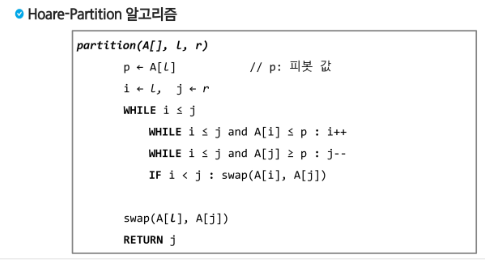 Hoare-Partition 알고리즘
partition(A[], l, r)
p ← A[l] // p: 피봇 값
i ← l, j ← r
WHILE i ≤ j
WHILE i ≤ j and A[i] ≤ p : i++
WHILE i ≤ j and A[j] ≥ p : j--
IF i < j : swap(A[i], A[j])
swap(A[l], A[j])
RETURN j